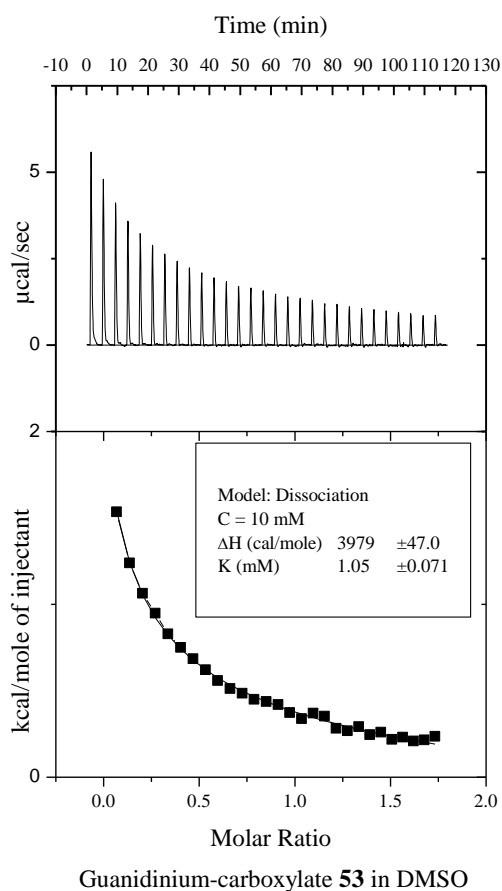 Time (min)
-10 0 10 20 30 40 50 60 70 80 90 100 110 120 130
5
0
µcal/sec
2
Model: Dissociation
C = 10 mM
ΔH (cal/mole) 3979 ±47.0
K (mM) 1.05 ±0.071
0
kcal/mole of injectant
0.0 0.5 1.0 1.5 2.0
Molar Ratio
Guanidinium-carboxylate 53 in DMSO